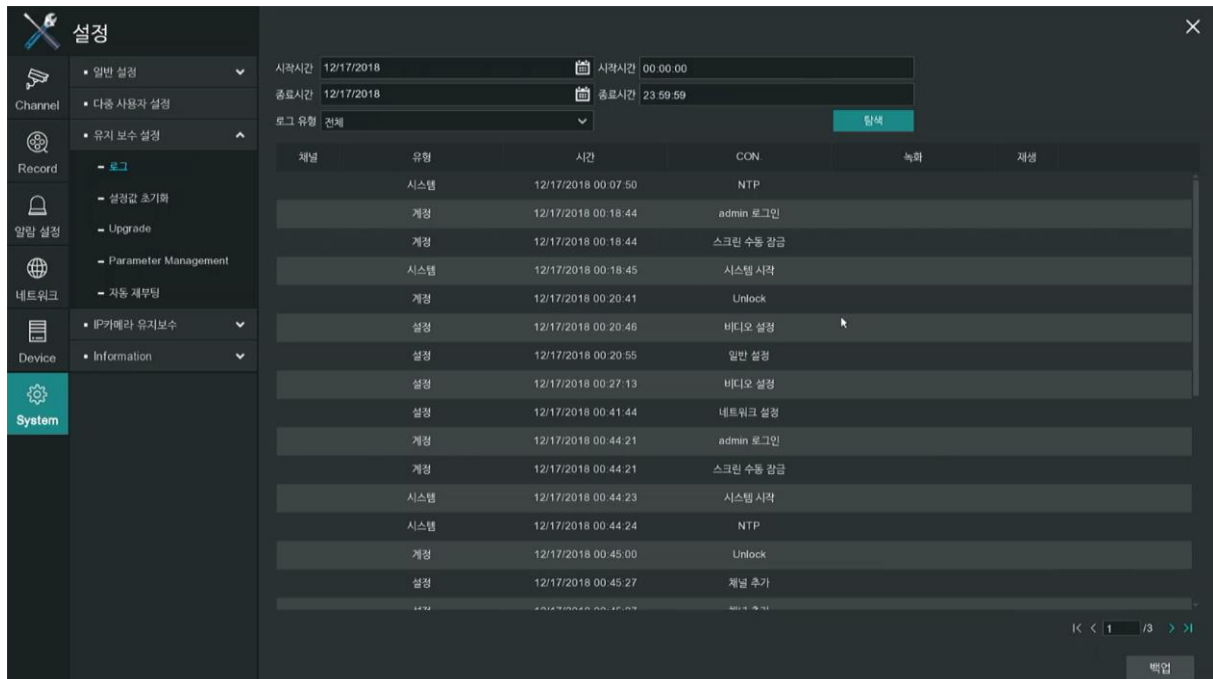 설정
Channel
Record
알람 설정
네트워크
Device
System
일반 설정
다중 사용자 설정
유지 보수 설정
로그
설정값 초기화
Upgrade
Parameter Management
자동 재부팅
IP카메라 유지보수
Information
시작시간 12/17/2018 시작시간 00:00:00
종료시간 12/17/2018 종료시간 23:59:59
로그 유형 전체 탐색
채널 유형 시간 CON. 녹화 재생
시스템 12/17/2018 00:07:50 NTP
계정 12/17/2018 00:18:44 admin 로그인
계정 12/17/2018 00:18:44 스크린 수동 잠금
시스템 12/17/2018 00:18:45 시스템 시작
계정 12/17/2018 00:20:41 Unlock
설정 12/17/2018 00:20:46 비디오 설정
설정 12/17/2018 00:20:55 일반 설정
설정 12/17/2018 00:27:13 비디오 설정
설정 12/17/2018 00:41:44 네트워크 설정
계정 12/17/2018 00:44:21 admin 로그인
계정 12/17/2018 00:44:21 스크린 수동 잠금
시스템 12/17/2018 00:44:23 시스템 시작
시스템 12/17/2018 00:44:24 NTP
계정 12/17/2018 00:45:00 Unlock
설정 12/17/2018 00:45:27 채널 추가
1 /3
백업